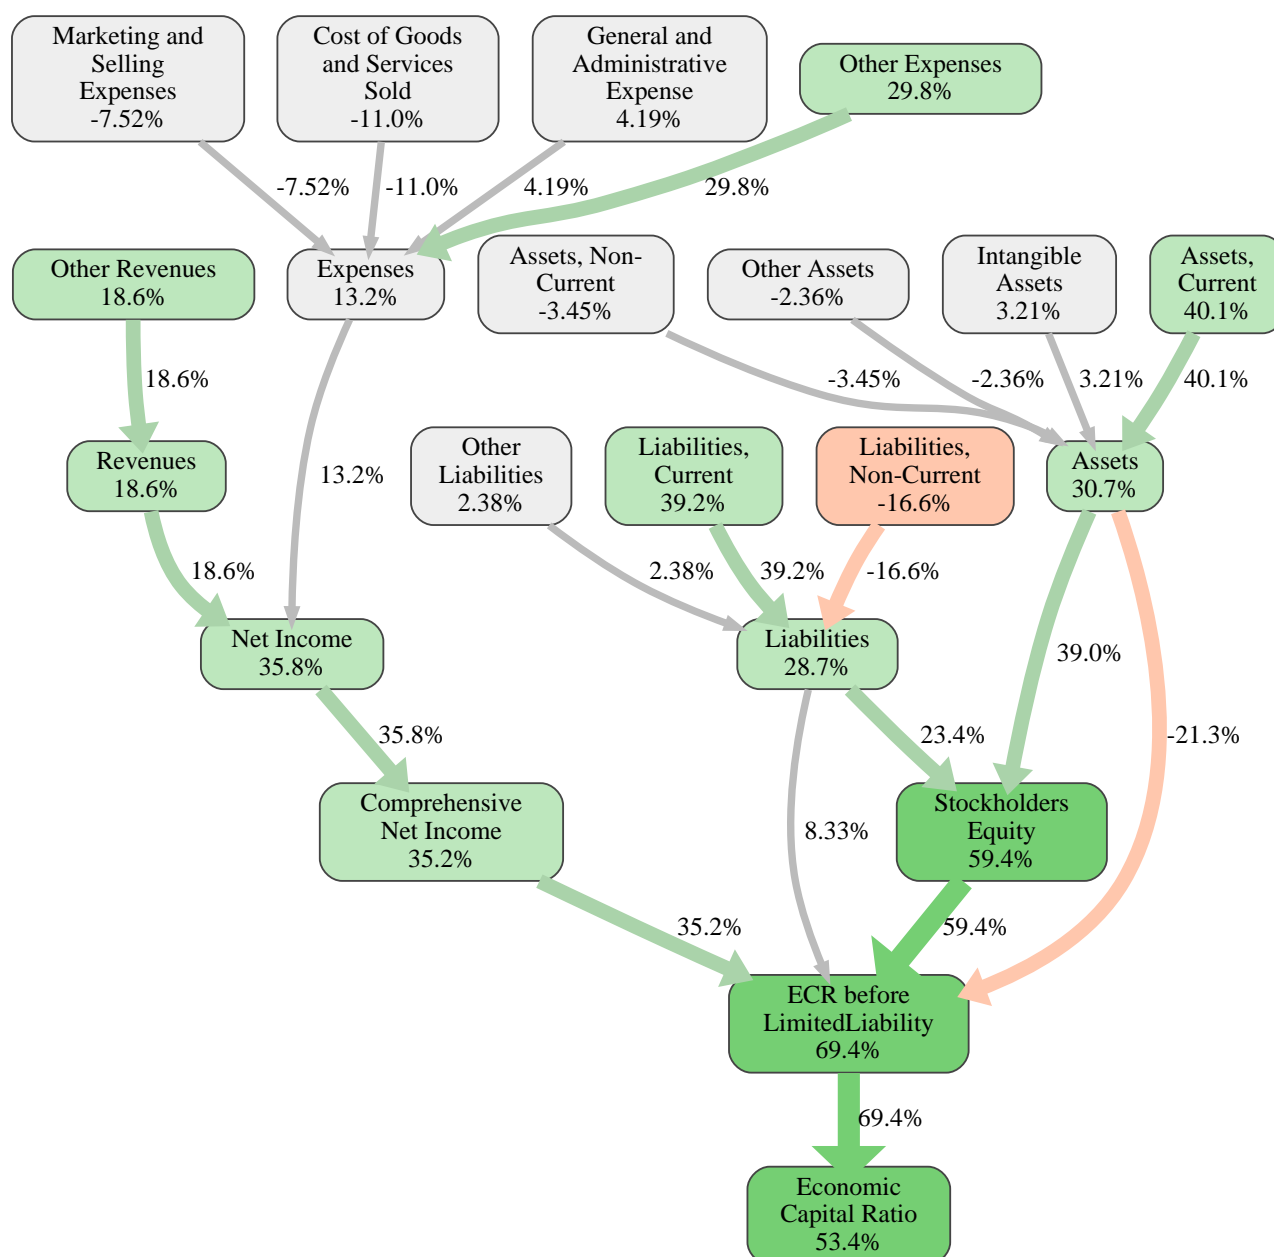 Marketing and
Selling
Expenses
-7.52%
Cost of Goods
and Services
Sold
-11.0%
General and
Administrative
Expense
4.19%
Other Expenses
29.8%
-7.52%
-11.0%
4.19%
29.8%
Other Revenues
18.6%
Expenses
13.2%
Assets, Non-
Current
-3.45%
Other Assets
-2.36%
Intangible
Assets
3.21%
Assets,
Current
40.1%
18.6%
-3.45%
-2.36%
3.21%
40.1%
Revenues
18.6%
13.2%
Other
Liabilities
2.38%
Liabilities,
Current
39.2%
Liabilities,
Non-Current
-16.6%
Assets
30.7%
18.6%
2.38%
39.2%
-16.6%
Net Income
35.8%
Liabilities
28.7%
39.0%
35.8%
23.4%
-21.3%
Comprehensive
Net Income
35.2%
8.33%
Stockholders
Equity
59.4%
35.2%
59.4%
ECR before
LimitedLiability
69.4%
69.4%
Economic
Capital Ratio
53.4%